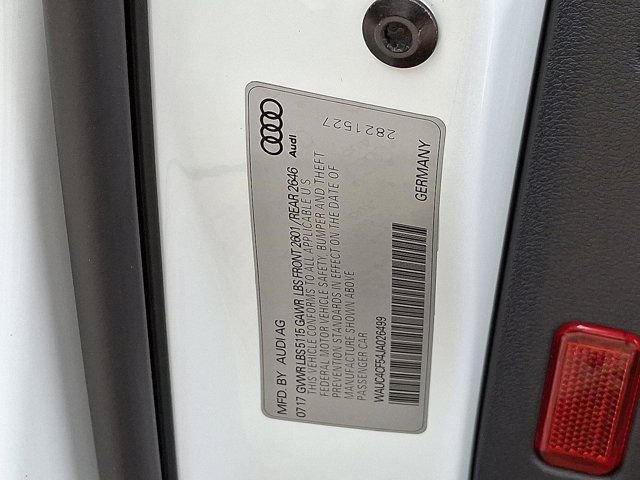 MFD. BY AUDI AG
Audi
2821527
07 17 GVWR LBS 5115 GAWR LBS FRONT 2601 / REAR 2646
THIS VEHICLE CONFORMS TO ALL APPLICABLE U S
FEDERAL MOTOR VEHICLE SAFETY, BUMPER AND THEFT
PREVENTION STANDARDS IN EFFECT ON THE DATE OF
MANUFACTURE SHOWN ABOVE
PASSENGER CAR
WAUC4CF54JA026499
GERMANY